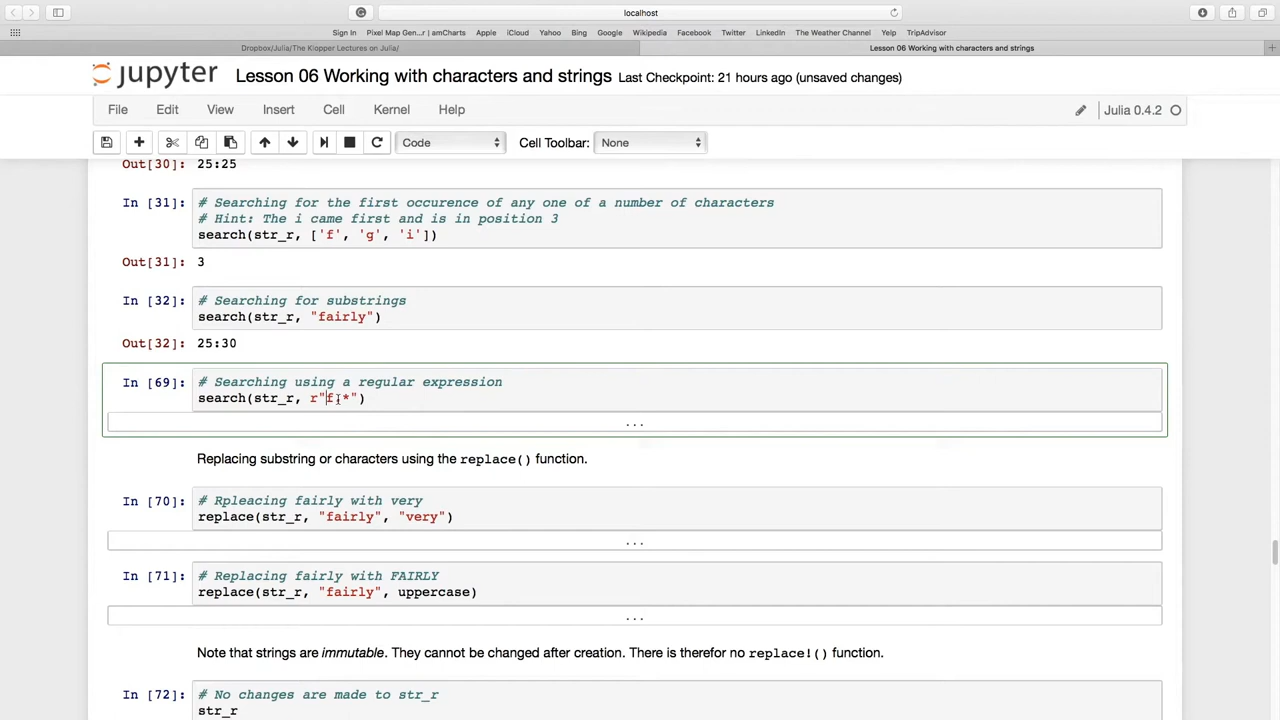 localhost
Sign In Pixel Map Gen...r | amCharts Apple iCloud Yahoo Bing Google Wikipedia Facebook Twitter LinkedIn The Weather Channel Yelp TripAdvisor
Dropbox/Julia/The Klopper Lectures on Julia/ Lesson 06 Working with characters and strings
jupyter Lesson 06 Working with characters and strings Last Checkpoint: 21 hours ago (unsaved changes)
File Edit View Insert Cell Kernel Help Julia 0.4.2
Code Cell Toolbar: None
Out[30] 25:25
In [31]: # Searching for the first occurence of any one of a number of characters
# Hint: The i came first and is in position 3
search(str_r, ['f', 'g', 'i'])
Out[31]: 3
In [32]: # Searching for substrings
search(str_r, "fairly")
Out[32]: 25:30
In [69]: # Searching using a regular expression
search(str_r, r"f.*")
...
Replacing substring or characters using the replace() function.
In [70]: # Rpleacing fairly with very
replace(str_r, "fairly", "very")
...
In [71]: # Replacing fairly with FAIRLY
replace(str_r, "fairly", uppercase)
...
Note that strings are immutable. They cannot be changed after creation. There is therefor no replace!() function.
In [72]: # No changes are made to str_r
str_r